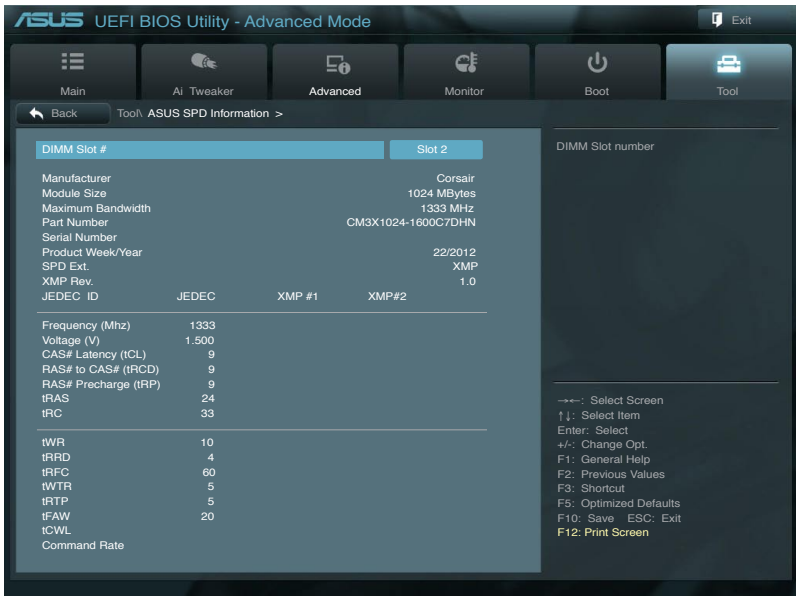 ASUS UEFI BIOS Utility - Advanced Mode
Exit
Main
Ai Tweaker
Advanced
Monitor
Boot
Tool
Back
Tool\ ASUS SPD Information >
DIMM Slot # Slot 2
Manufacturer Corsair
Module Size 1024 MBytes
Maximum Bandwidth 1333 MHz
Part Number CM3X1024-1600C7DHN
Serial Number
Product Week/Year 22/2012
SPD Ext. XMP
XMP Rev. 1.0
JEDEC ID JEDEC XMP #1 XMP#2
Frequency (Mhz) 1333
Voltage (V) 1.500
CAS# Latency (tCL) 9
RAS# to CAS# (tRCD) 9
RAS# Precharge (tRP) 9
tRAS 24
tRC 33
tWR 10
tRRD 4
tRFC 60
tWTR 5
tRTP 5
tFAW 20
tCWL
Command Rate
DIMM Slot number
→←: Select Screen
↑↓: Select Item
Enter: Select
+/-: Change Opt.
F1: General Help
F2: Previous Values
F3: Shortcut
F5: Optimized Defaults
F10: Save ESC: Exit
F12: Print Screen